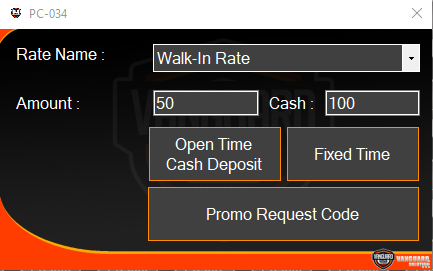 PC-034
Rate Name :
Walk-In Rate
Amount :
50
Cash :
100
Open Time
Cash Deposit
Fixed Time
Promo Request Code
VANGUARD